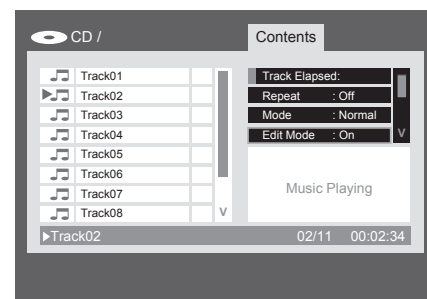 CD /
Contents
Track01
Track02
Track03
Track04
Track05
Track06
Track07
Track08
V
Track Elapsed:
Repeat : Off
Mode : Normal
Edit Mode : On
V
Music Playing
Track02 02/11 00:02:34